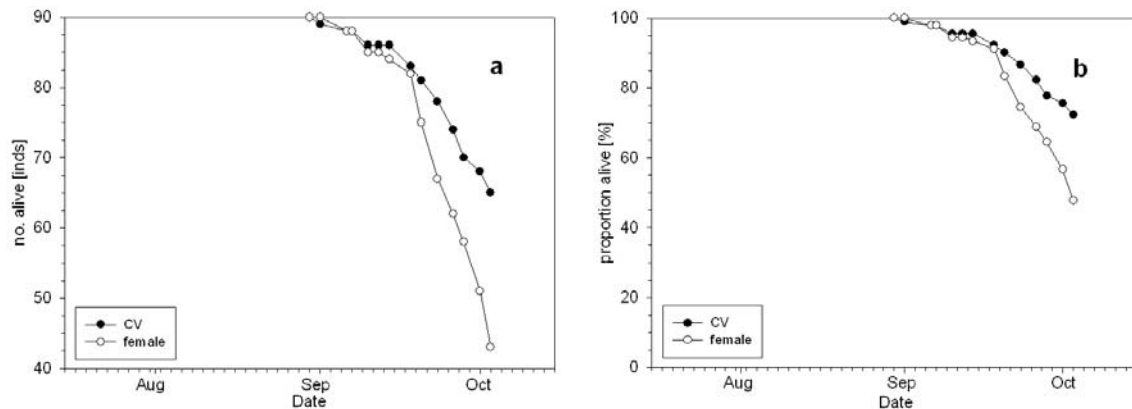 90
80
70
60
50
40
no. alive [inds]
a
CV
female
Aug
Sep
Oct
Date
100
80
60
40
20
0
proportion alive [%]
b
CV
female
Aug
Sep
Oct
Date